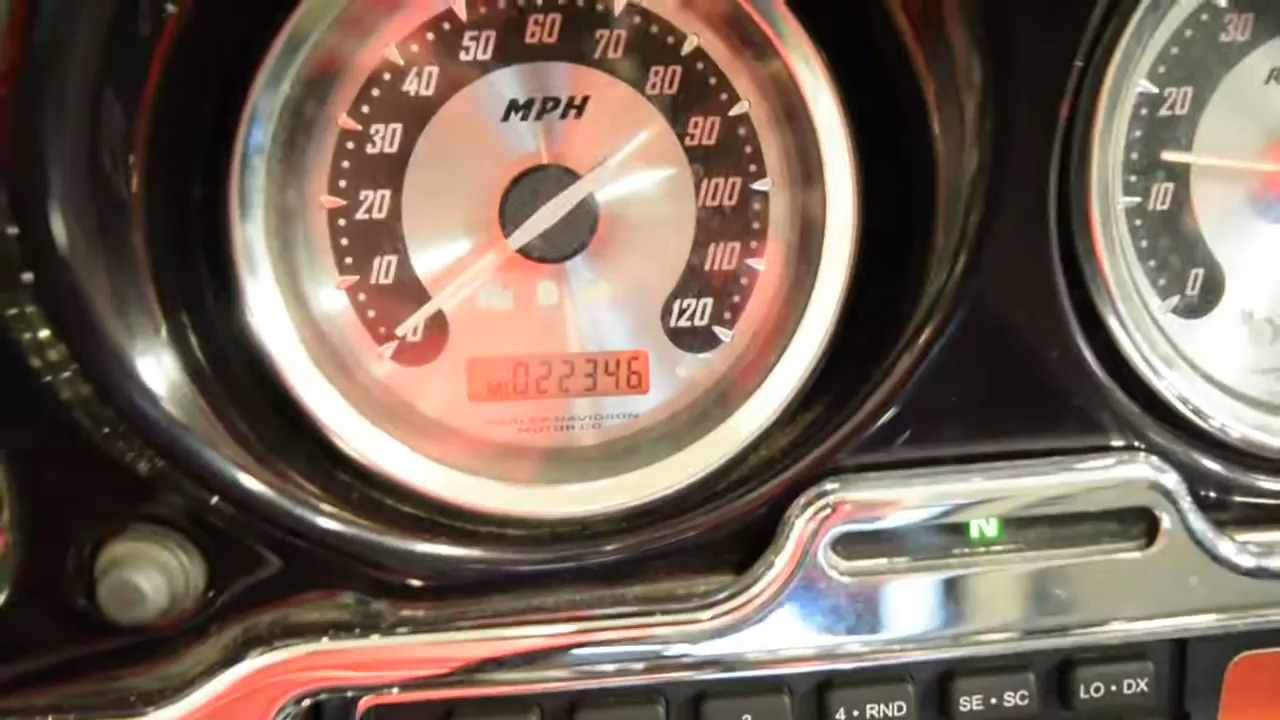 60
50
70
40
80
MPH
30
90
20
100
10
110
0
120
MI 022346
HARLEY-DAVIDSON
MOTOR CO
30
20
10
0
N
3
4 • RND
SE • SC
LO • DX